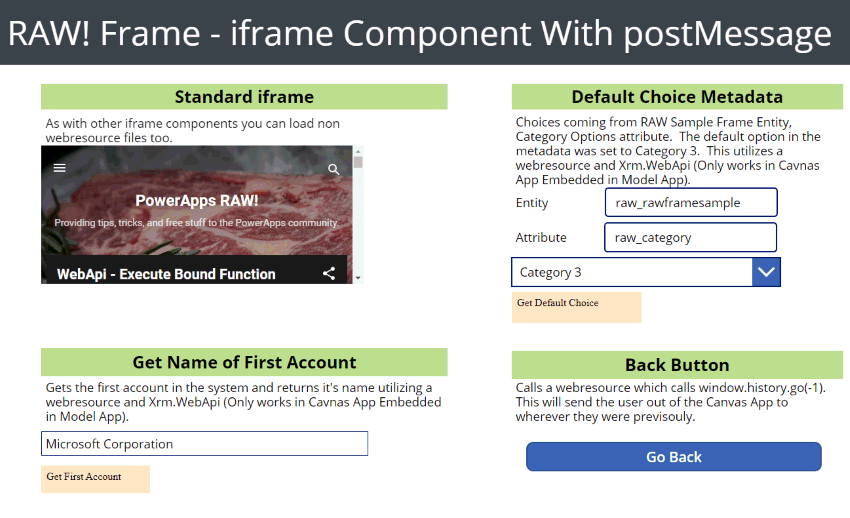 RAW! Frame - iframe Component With postMessage
Standard iframe
As with other iframe components you can load non
webresource files too.
PowerApps RAW!
Providing tips, tricks, and free stuff to the PowerApps community.
WebApi - Execute Bound Function
Default Choice Metadata
Choices coming from RAW Sample Frame Entity,
Category Options attribute. The default option in the
metadata was set to Category 3. This utilizes a
webresource and Xrm.WebApi (Only works in Cavnas
App Embedded in Model App).
Entity raw_rawframesample
Attribute raw_category
Category 3
Get Default Choice
Get Name of First Account
Gets the first account in the system and returns it's name utilizing a
webresource and Xrm.WebApi (Only works in Cavnas App Embedded
in Model App).
Microsoft Corporation
Get First Account
Back Button
Calls a webresource which calls window.history.go(-1).
This will send the user out of the Canvas App to
wherever they were previsouly.
Go Back